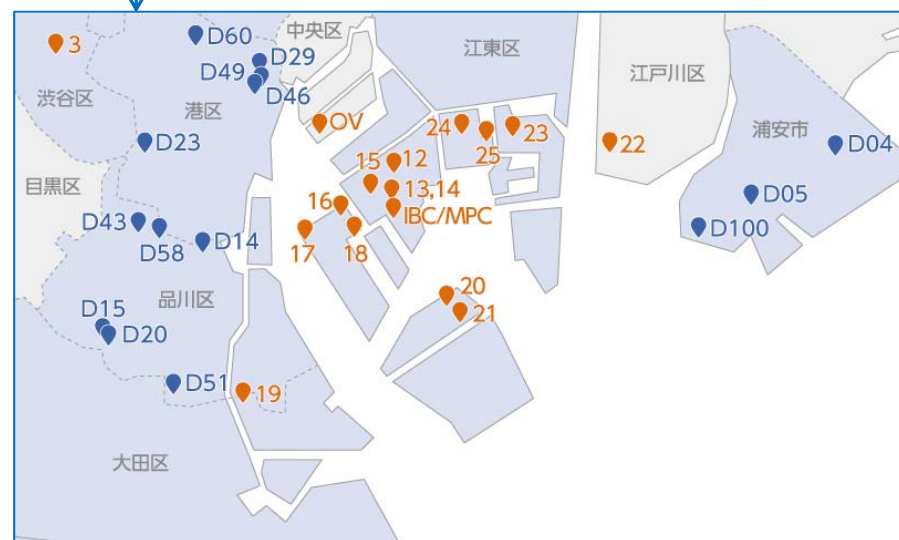 3
D60
中央区
江東区
D29
D49
D46
渋谷区
港区
江戸川区
OV
24
25
23
浦安市
D23
22
D04
目黒区
15
12
13,14
IBC/MPC
D05
16
17
18
D43
D58
D14
D100
品川区
20
21
D15
D20
D51
19
大田区